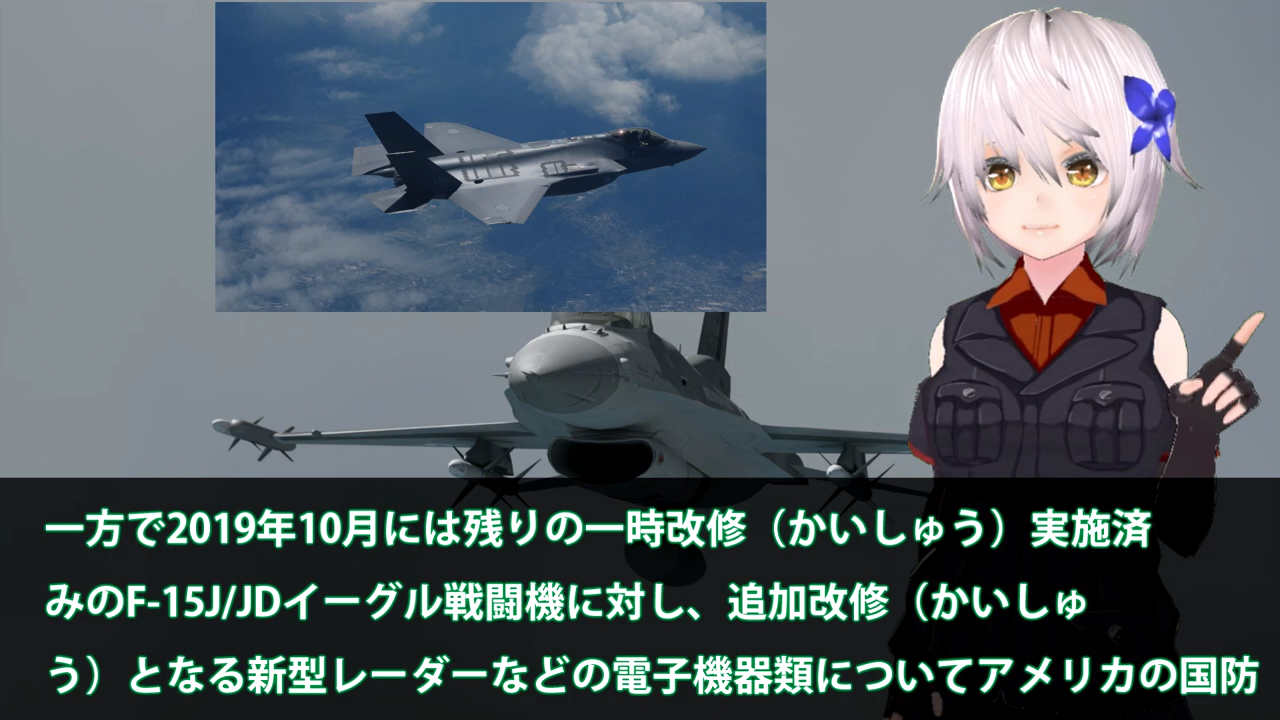 一方で2019年10月には残りの一時改修（かいしゅう）実施済
みのF-15J/JDイーグル戦闘機に対し、追加改修（かいしゅ
う）となる新型レーダーなどの電子機器類についてアメリカの国防